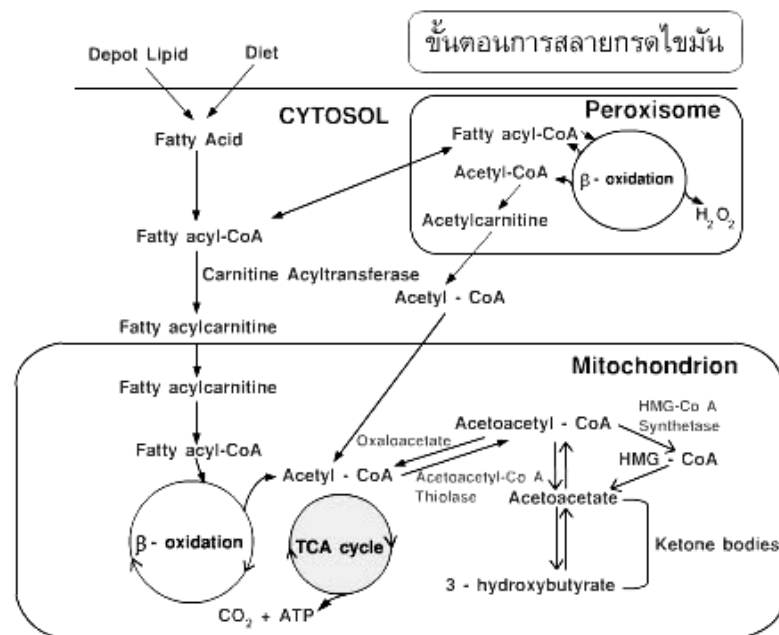 ขั้นตอนการสลายกรดไขมัน
Depot Lipid
Diet
CYTOSOL
Peroxisome
Fatty Acid
Fatty acyl-CoA
β- oxidation
Acetyl-CoA
H2O2
Acetylcarnitine
Fatty acyl-CoA
Carnitine Acyltransferase
Acetyl - CoA
Fatty acylcarnitine
Mitochondrion
Fatty acylcarnitine
Fatty acyl-CoA
Oxaloacetate
Acetoacetyl - CoA
HMG-Co A
Synthetase
HMG - CoA
Acetyl - CoA
Acetoacetyl-Co A
Thiolase
Acetoacetate
β- oxidation
TCA cycle
Ketone bodies
3 - hydroxybutyrate
CO2 + ATP